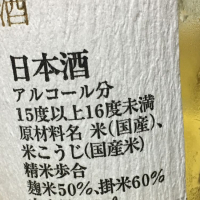 酒
日本酒
アルコール分
15度以上16度未満
原材料名 米(国産)、
米こうじ(国産米)
精米歩合
麹米50%、掛米60%